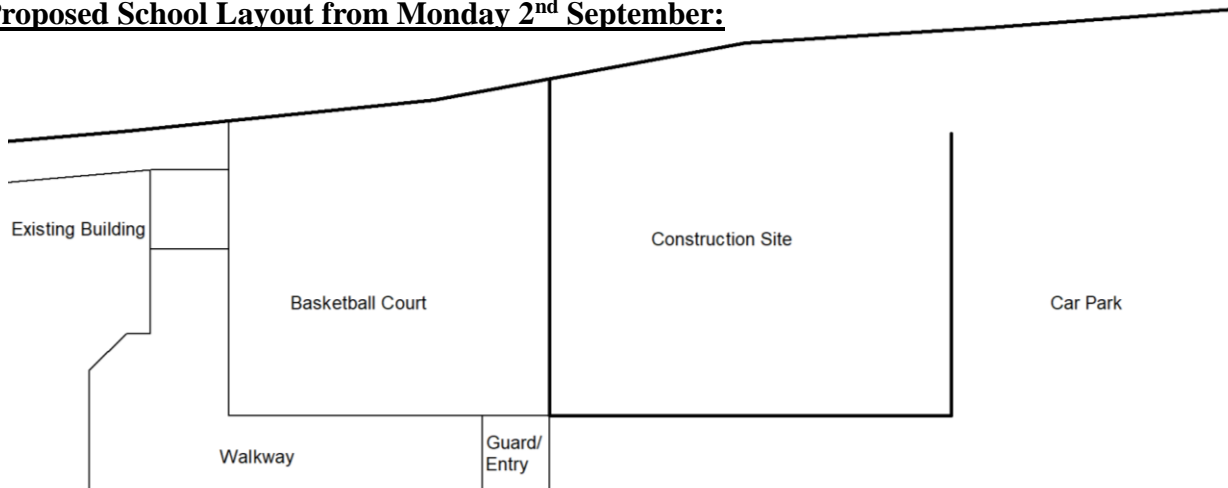 Proposed School Layout from Monday 2nd September:
Existing Building
Construction Site
Basketball Court
Car Park
Walkway
Guard/
Entry